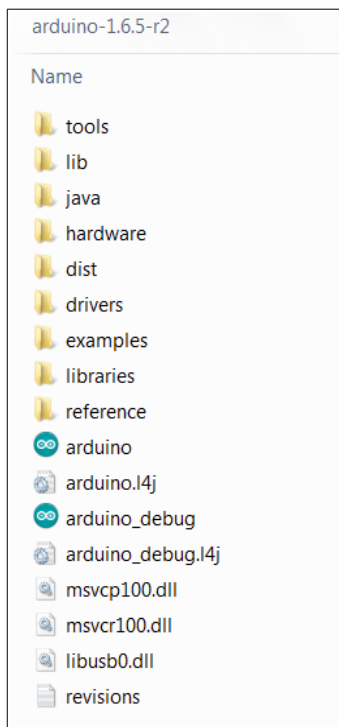 arduino-1.6.5-r2
Name
tools
lib
java
hardware
dist
drivers
examples
libraries
reference
arduino
arduino.l4j
arduino_debug
arduino_debug.l4j
msvcp100.dll
msvcr100.dll
libusb0.dll
revisions